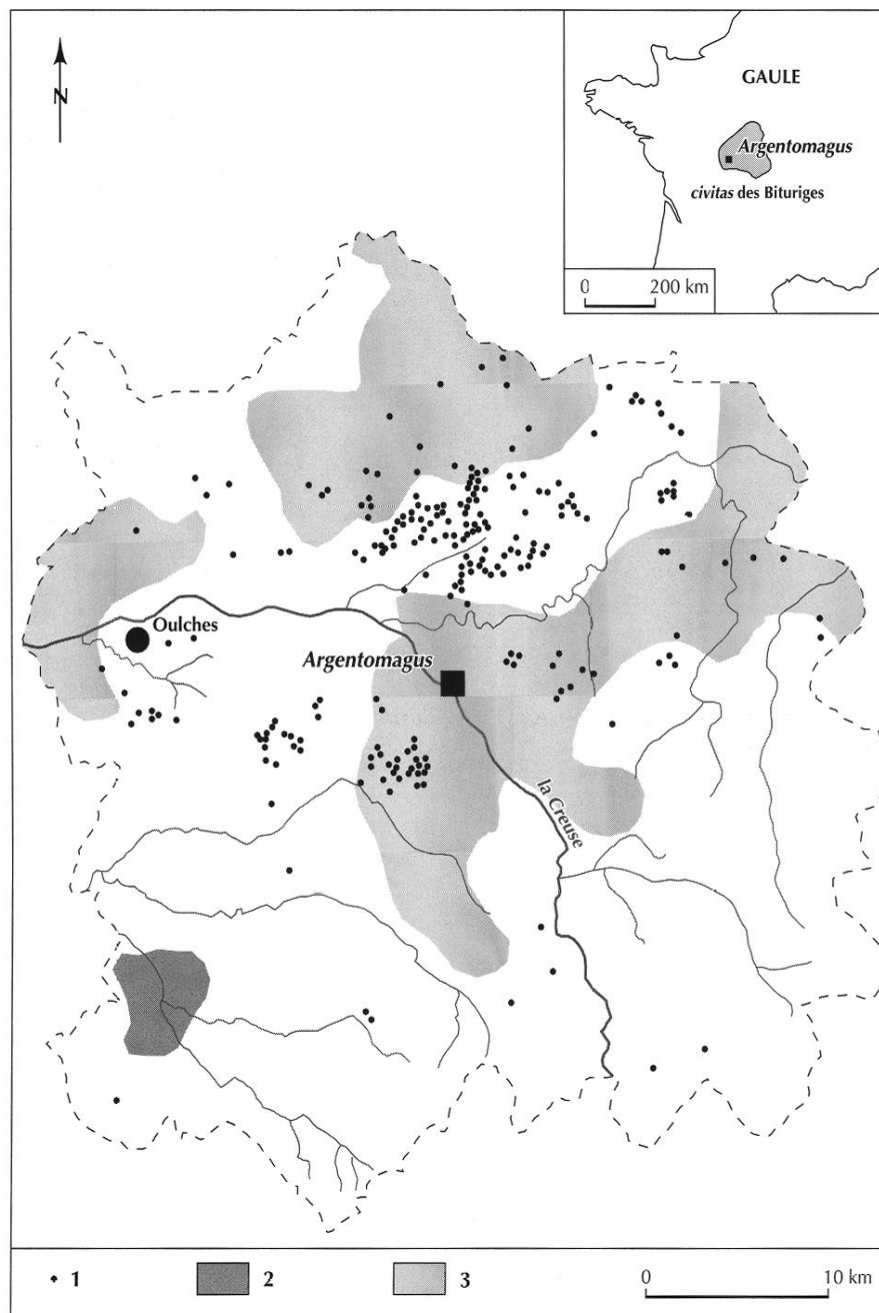 N
GAULE
Argentomagus
civitas des Bituriges
0 200 km
Oulches
Argentomagus
la Creuse
1 2 3 0 10 km